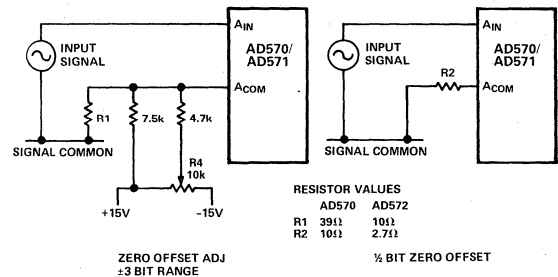 INPUT
SIGNAL
AIN
AD570/
AD571
ACOM
R1
7.5k
4.7k
SIGNAL COMMON
R4
10k
+15V
-15V
ZERO OFFSET ADJ
±3 BIT RANGE
INPUT
SIGNAL
AIN
AD570/
AD571
R2
ACOM
SIGNAL COMMON
RESISTOR VALUES
AD570 AD572
R1 39Ω 10Ω
R2 10Ω 2.7Ω
½ BIT ZERO OFFSET